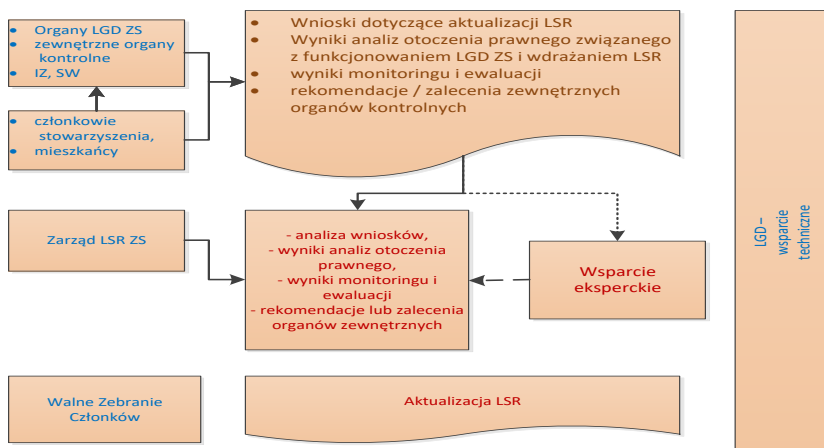 • Organy LGD ZS
• zewnętrzne organy
kontrolne
• IZ, SW
• członkowie
stowarzyszenia,
• mieszkańcy
• Wnioski dotyczące aktualizacji LSR
• Wyniki analiz otoczenia prawnego związanego
z funkcjonowaniem LGD ZS i wdrażaniem LSR
• wyniki monitoringu i ewaluacji
• rekomendacje / zalecenia zewnętrznych
organów kontrolnych
Zarząd LSR ZS
- analiza wniosków,
- wyniki analiz otoczenia
prawnego,
- wyniki monitoringu i
ewaluacji
- rekomendacje lub zalecenia
organów zewnętrznych
Wsparcie
eksperckie
Walne Zebranie
Członków
Aktualizacja LSR
LGD –
wsparcie
techniczne